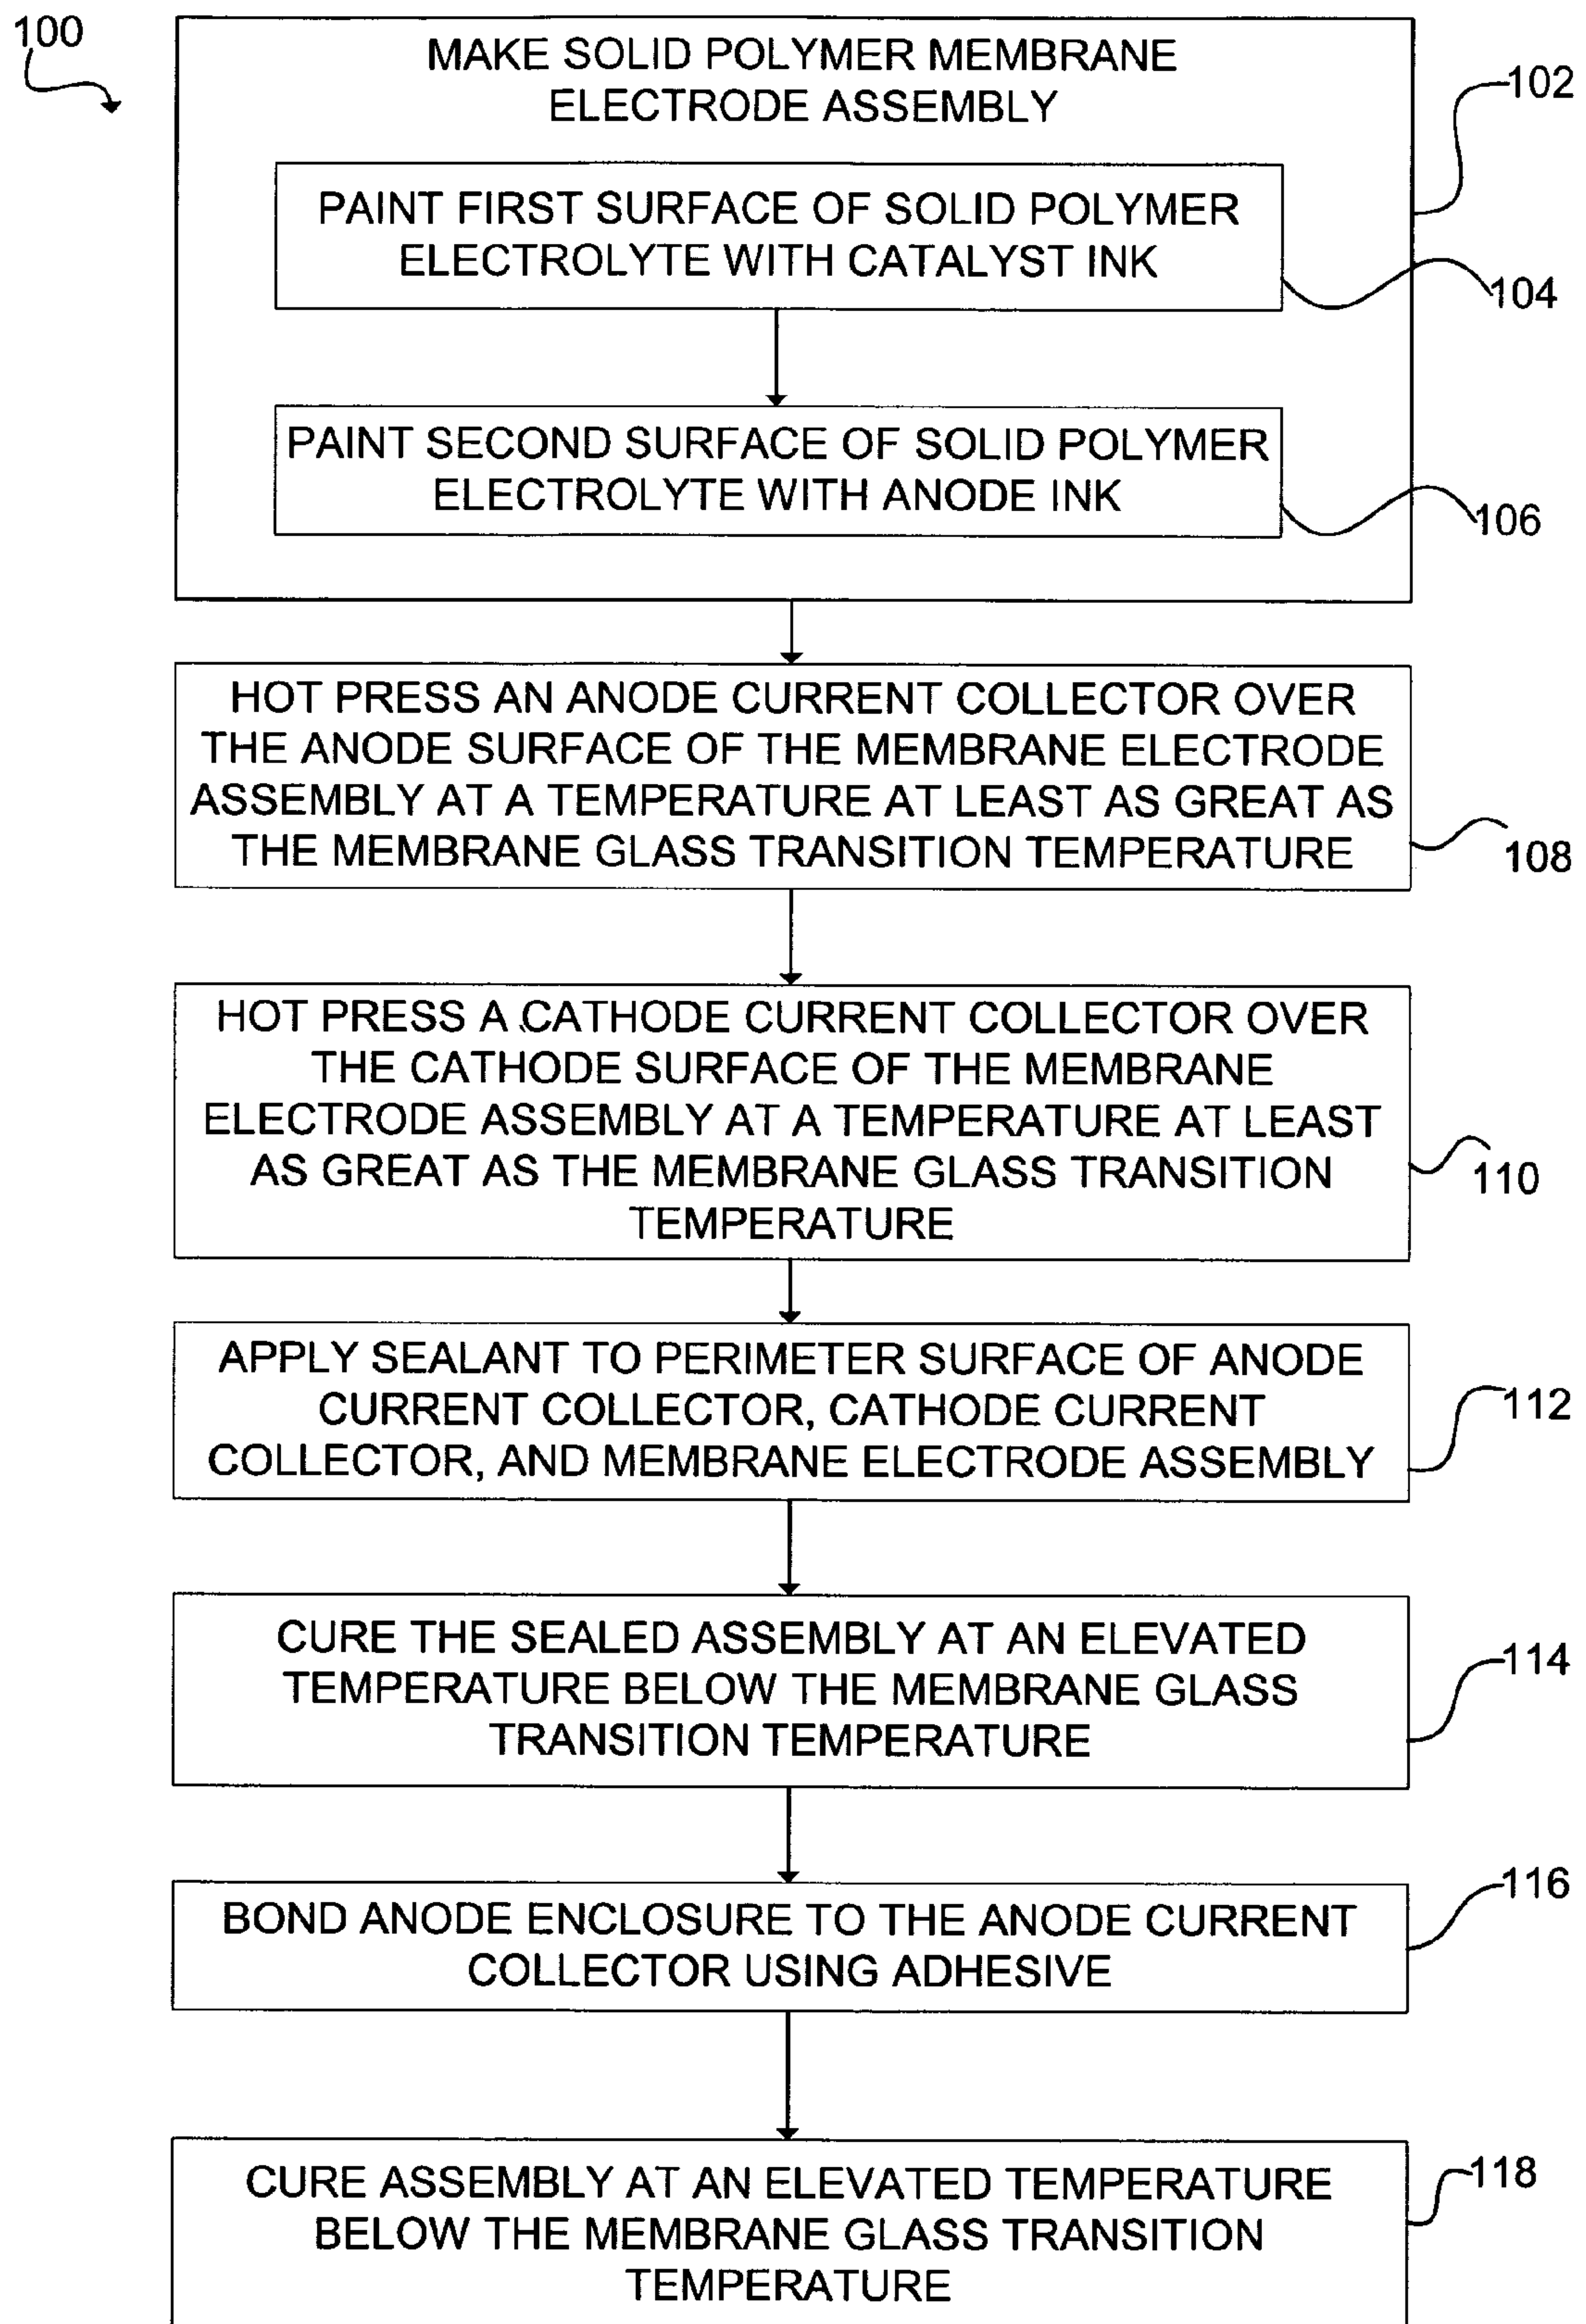 100
MAKE SOLID POLYMER MEMBRANE
ELECTRODE ASSEMBLY
102
PAINT FIRST SURFACE OF SOLID POLYMER
ELECTROLYTE WITH CATALYST INK
104
PAINT SECOND SURFACE OF SOLID POLYMER
ELECTROLYTE WITH ANODE INK
106
HOT PRESS AN ANODE CURRENT COLLECTOR OVER
THE ANODE SURFACE OF THE MEMBRANE ELECTRODE
ASSEMBLY AT A TEMPERATURE AT LEAST AS GREAT AS
THE MEMBRANE GLASS TRANSITION TEMPERATURE
108
HOT PRESS A CATHODE CURRENT COLLECTOR OVER
THE CATHODE SURFACE OF THE MEMBRANE
ELECTRODE ASSEMBLY AT A TEMPERATURE AT LEAST
AS GREAT AS THE MEMBRANE GLASS TRANSITION
TEMPERATURE
110
APPLY SEALANT TO PERIMETER SURFACE OF ANODE
CURRENT COLLECTOR, CATHODE CURRENT
COLLECTOR, AND MEMBRANE ELECTRODE ASSEMBLY
112
CURE THE SEALED ASSEMBLY AT AN ELEVATED
TEMPERATURE BELOW THE MEMBRANE GLASS
TRANSITION TEMPERATURE
114
BOND ANODE ENCLOSURE TO THE ANODE CURRENT
COLLECTOR USING ADHESIVE
116
CURE ASSEMBLY AT AN ELEVATED TEMPERATURE
BELOW THE MEMBRANE GLASS TRANSITION
TEMPERATURE
118